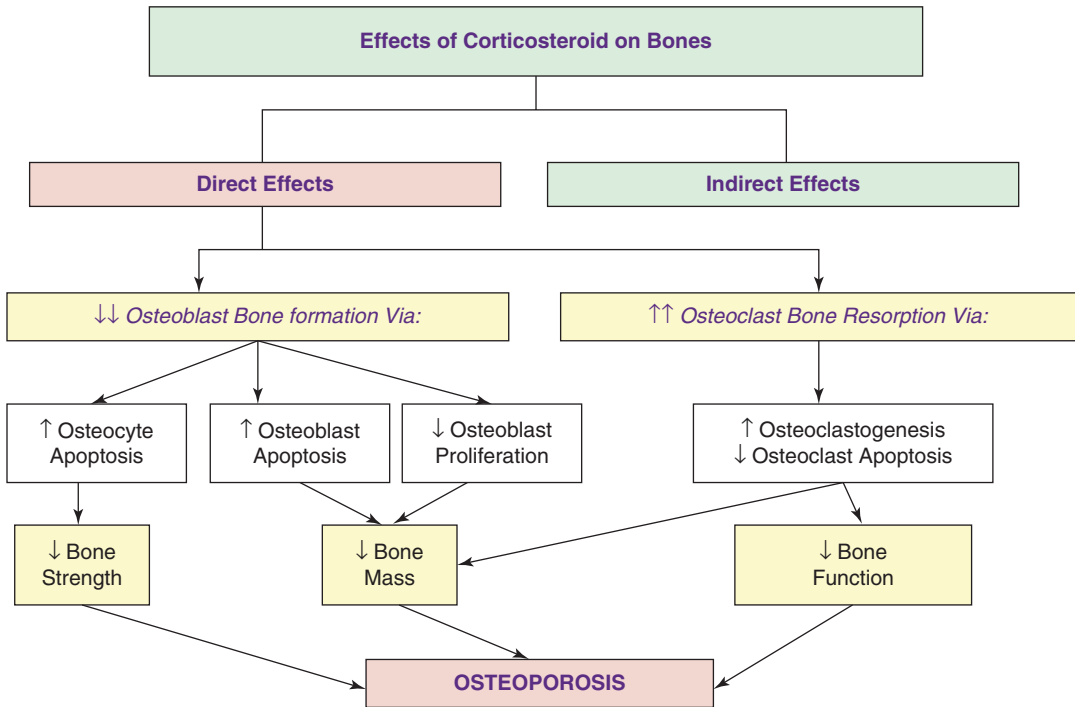 Effects of Corticosteroid on Bones
Direct Effects
Indirect Effects
↓↓ Osteoblast Bone formation Via:
↑↑ Osteoclast Bone Resorption Via:
↑ Osteocyte
Apoptosis
↑ Osteoblast
Apoptosis
↓ Osteoblast
Proliferation
↑ Osteoclastogenesis
↓ Osteoclast Apoptosis
↓ Bone
Strength
↓ Bone
Mass
↓ Bone
Function
OSTEOPOROSIS